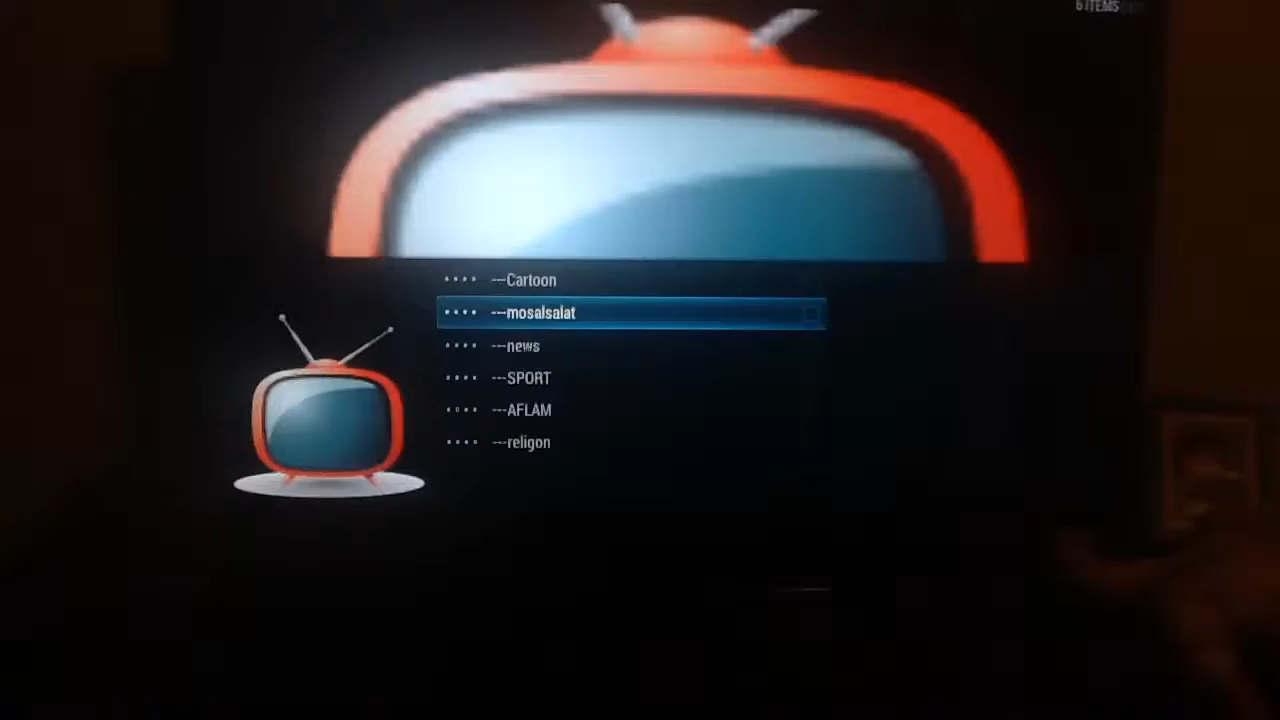 6 ITEMS
---Cartoon
---mosalsalat
---news
---SPORT
---AFLAM
---religon